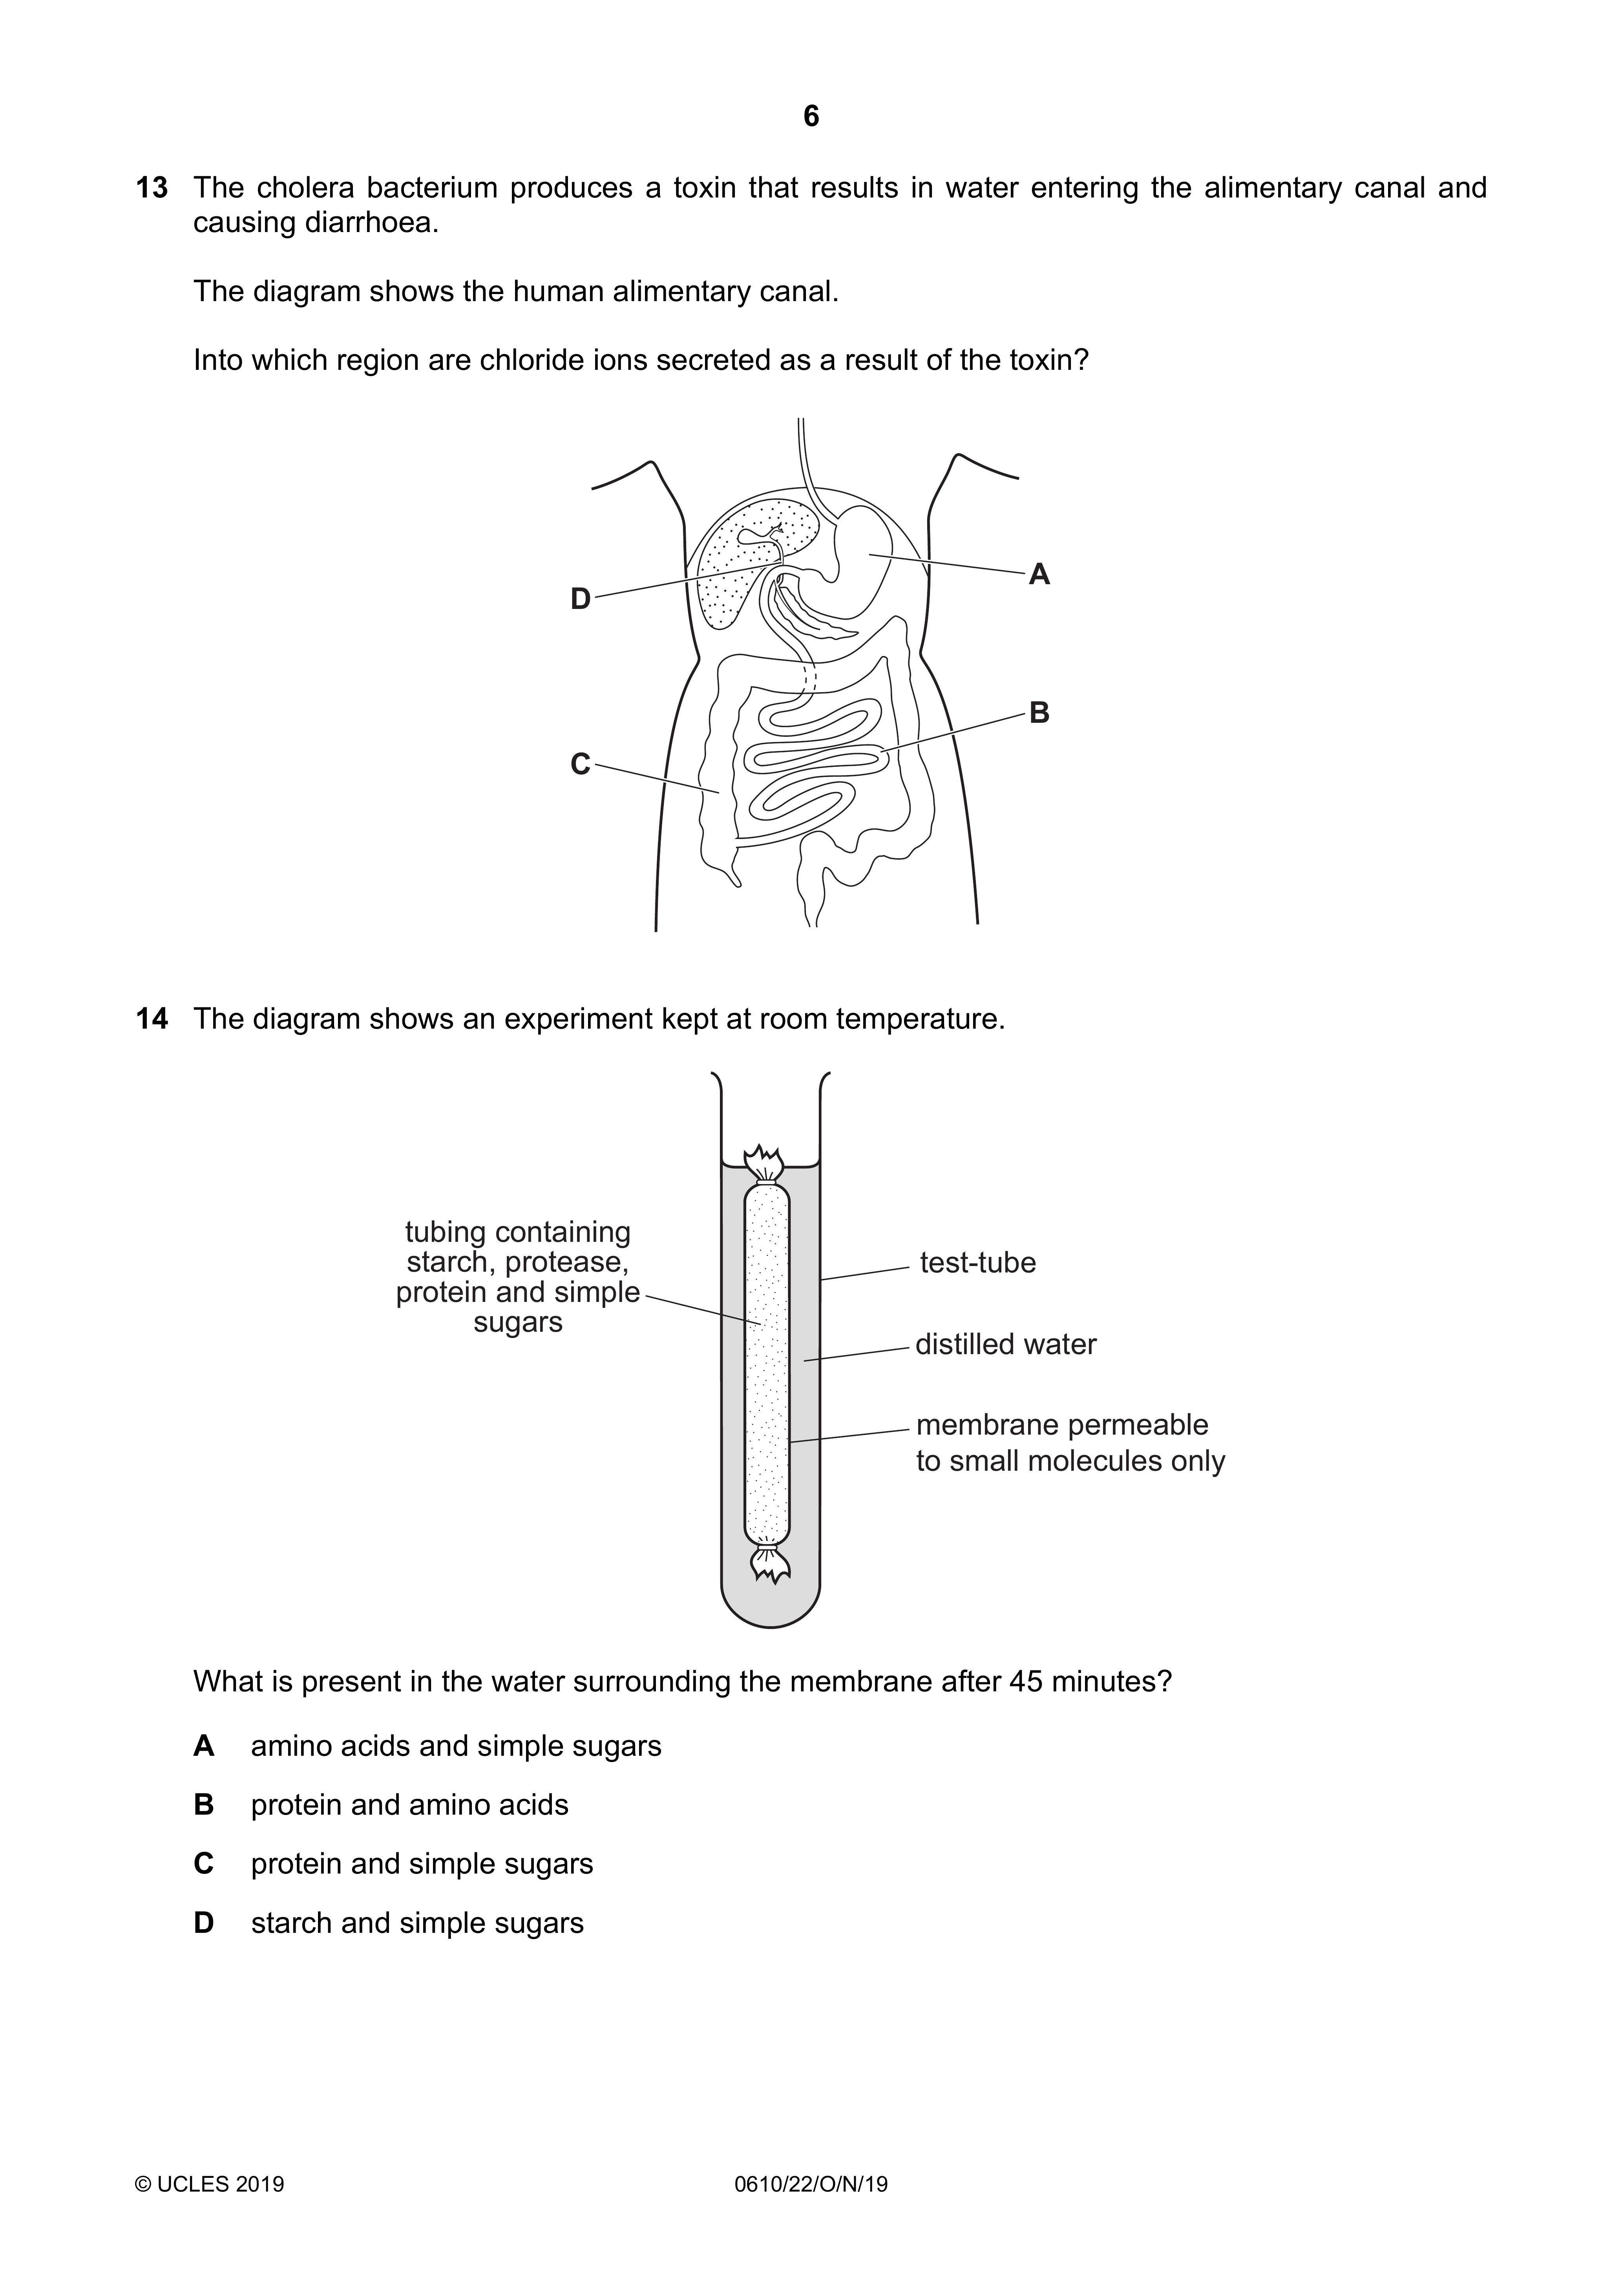 6
13 The cholera bacterium produces a toxin that results in water entering the alimentary canal and
causing diarrhoea.
The diagram shows the human alimentary canal.
Into which region are chloride ions secreted as a result of the toxin?
A
D
B
C
14 The diagram shows an experiment kept at room temperature.
tubing containing
starch, protease,
protein and simple
sugars
test-tube
distilled water
membrane permeable
to small molecules only
What is present in the water surrounding the membrane after 45 minutes?
A amino acids and simple sugars
B protein and amino acids
C protein and simple sugars
D starch and simple sugars
© UCLES 2019 0610/22/O/N/19